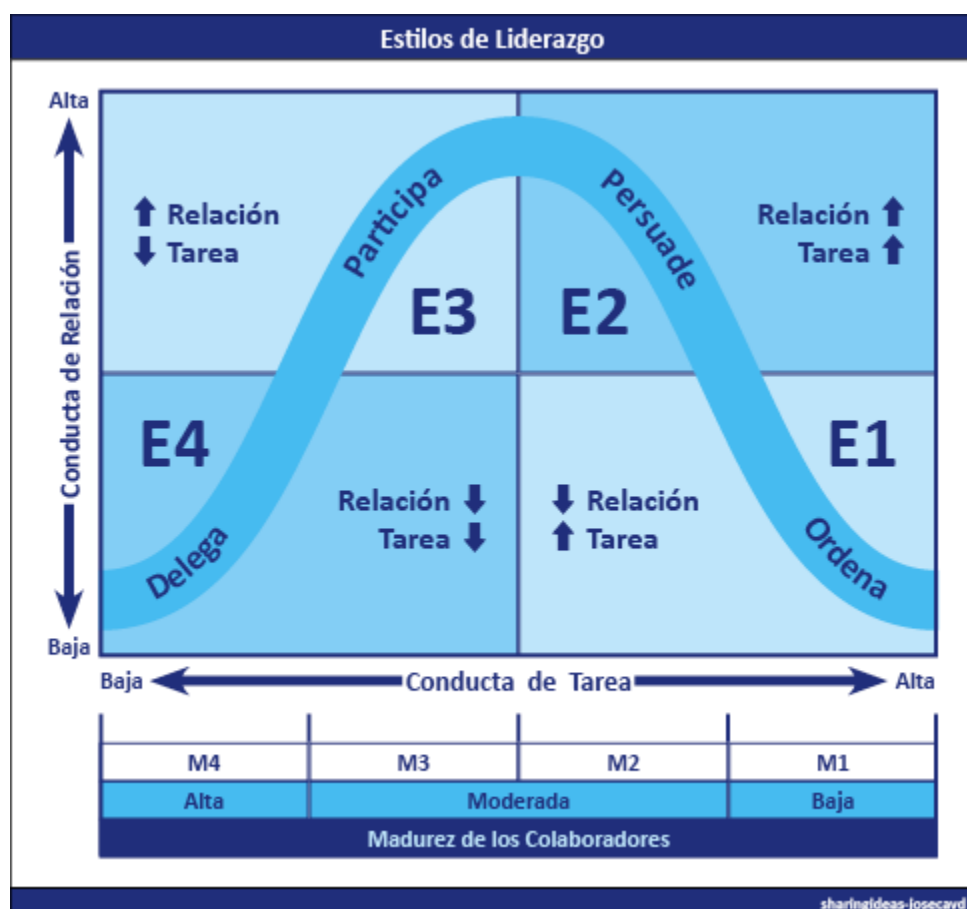 Estilos de Liderazgo
Alta
Conducta de Relación
Baja
Relación
Tarea
Participa
E3
Persuade
E2
Relación
Tarea
E4
Delega
Relación
Tarea
Relación
Tarea
E1
Ordena
Baja
Conducta de Tarea
Alta
M4 M3 M2 M1
Alta Moderada Baja
Madurez de los Colaboradores
sharingideas-josecavd